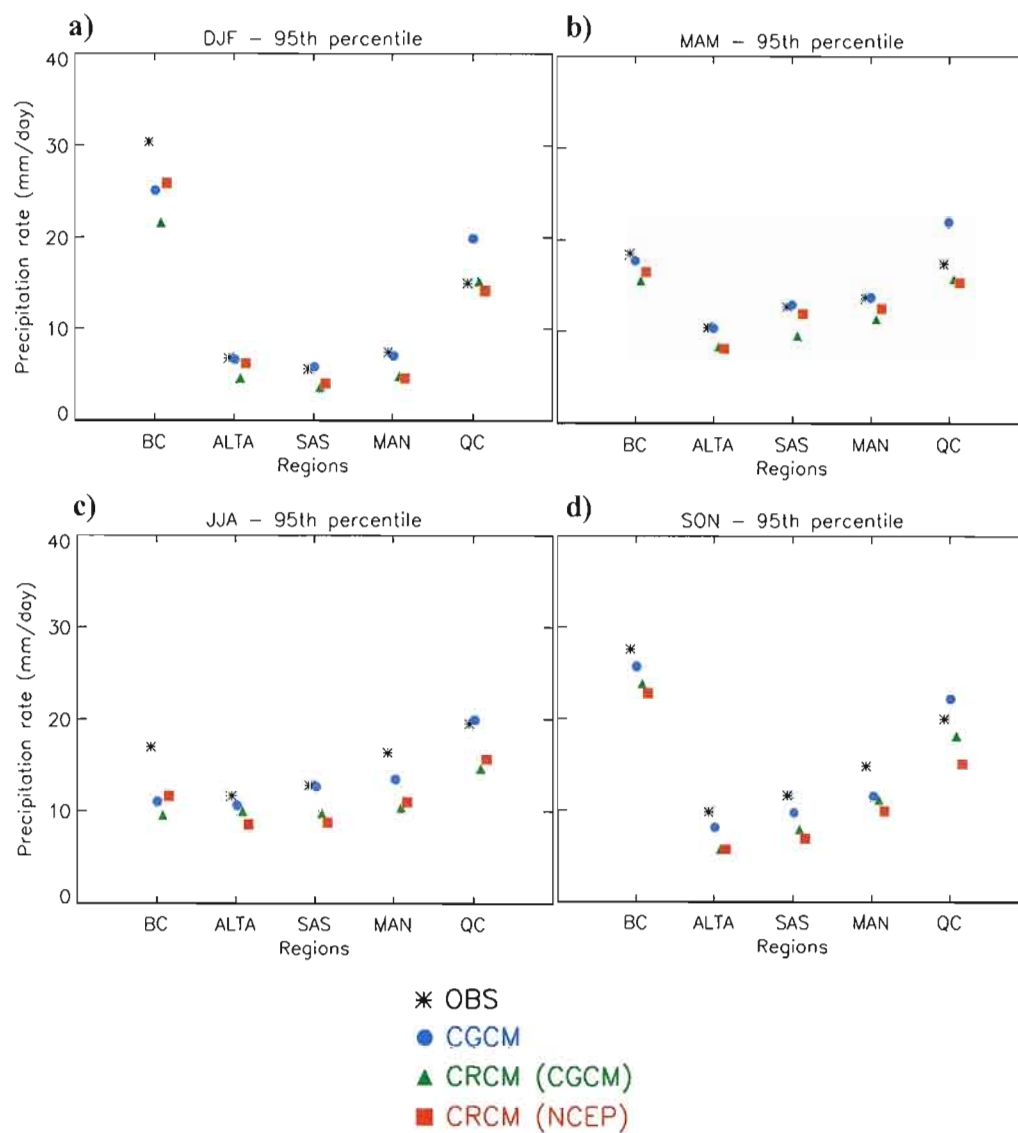 a)
DJF – 95th percentile
Precipitation rate (mm/day)
40
30
20
10
0
BC ALTA SAS MAN QC
Regions
b)
MAM – 95th percentile
BC ALTA SAS MAN QC
Regions
c)
JJA – 95th percentile
Precipitation rate (mm/day)
40
30
20
10
0
BC ALTA SAS MAN QC
Regions
d)
SON – 95th percentile
BC ALTA SAS MAN QC
Regions
OBS
CGCM
CRCM (CGCM)
CRCM (NCEP)